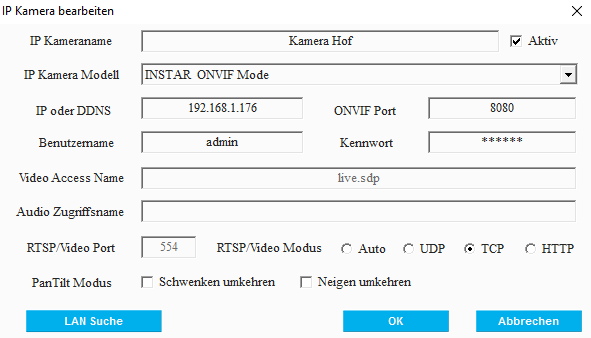 IP Kamera bearbeiten
IP Kameraname Kamera Hof Aktiv
IP Kamera Modell INSTAR ONVIF Mode
IP oder DDNS 192.168.1.176 ONVIF Port 8080
Benutzername admin Kennwort ******
Video Access Name live.sdp
Audio Zugriffsname
RTSP/Video Port 554 RTSP/Video Modus Auto UDP TCP HTTP
PanTilt Modus Schwenken umkehren Neigen umkehren
LAN Suche OK Abbrechen